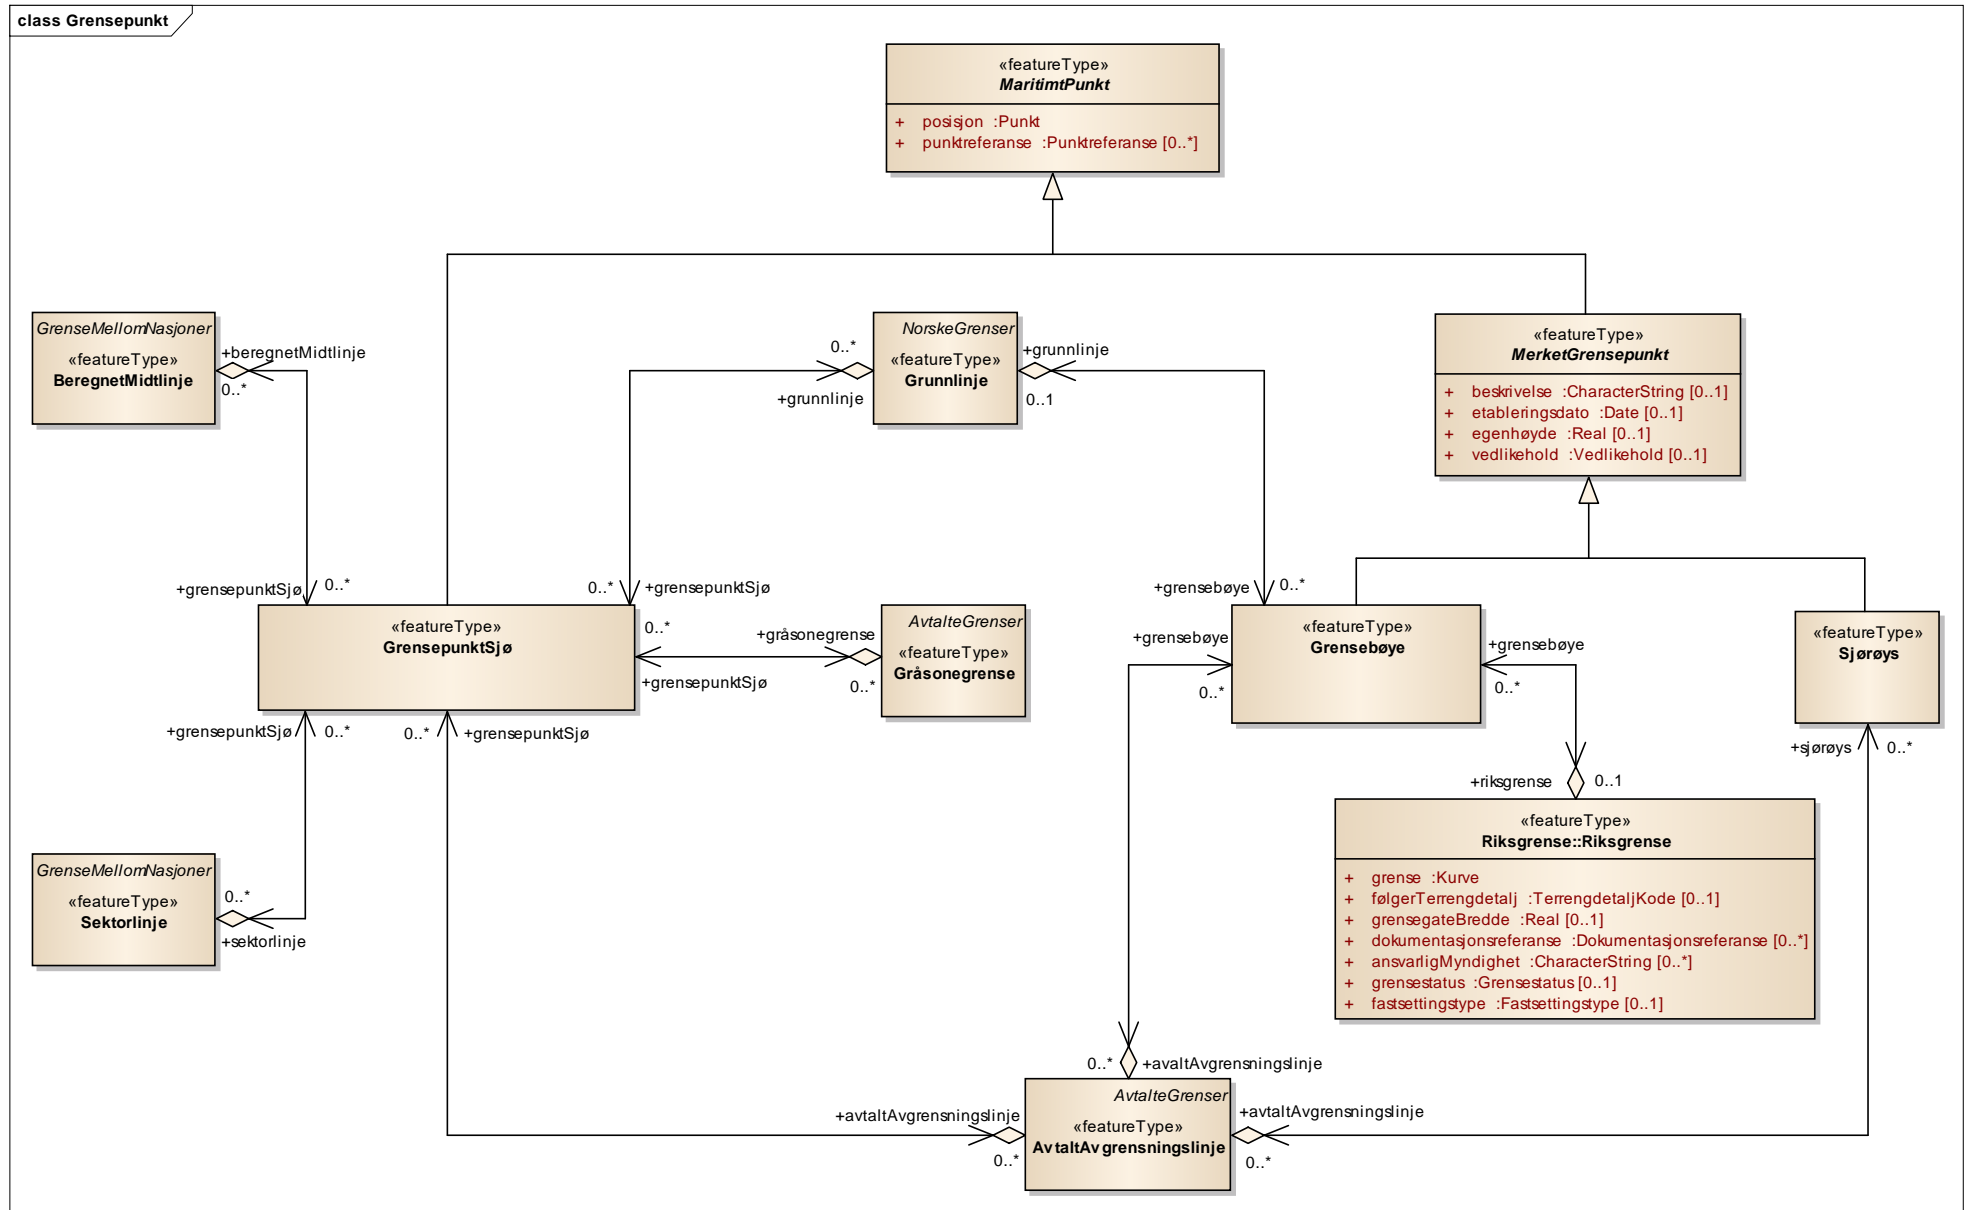 class Grensepunkt
«featureType»
MaritimtPunkt
+ posisjon :Punkt
+ punktreferanse :Punktreferanse [0..*]
GrenseMellomNasjoner
«featureType»
BeregnetMidtlinje
+beregnetMidtlinje
0..*
0..*
+grunnlinje
NorskeGrenser
«featureType»
Grunnlinje
+grunnlinje
0..1
«featureType»
MerketGrensepunkt
+ beskrivelse :CharacterString [0..1]
+ etableringsdato :Date [0..1]
+ egenhøyde :Real [0..1]
+ vedlikehold :Vedlikehold [0..1]
+grensepunktSjø
0..*
0..*
+grensepunktSjø
+grensebøye
0..*
«featureType»
GrensepunktSjø
0..*
+grensepunktSjø
+gråsonegrense
0..*
AvtalteGrenser
«featureType»
Gråsonegrense
+grensebøye
0..*
«featureType»
Grensebøye
+grensebøye
0..*
«featureType»
Sjørøys
+grensepunktSjø
0..*
0..*
+grensepunktSjø
+sjørøys
0..*
+riksgrense
0..1
«featureType»
Riksgrense::Riksgrense
+ grense :Kurve
+ følgerTerrengdetalj :TerrengdetaljKode [0..1]
+ grensegateBredde :Real [0..1]
+ dokumentasjonsreferanse :Dokumentasjonsreferanse [0..*]
+ ansvarligMyndighet :CharacterString [0..*]
+ grensestatus :Grensestatus [0..1]
+ fastsettingstype :Fastsettingstype [0..1]
GrenseMellomNasjoner
«featureType»
Sektorlinje
0..*
+sektorlinje
0..*
+avaltAvgrensningslinje
+avtaltAvgrensningslinje
0..*
AvtalteGrenser
«featureType»
AvtaltAvgrensningslinje
+avtaltAvgrensningslinje
0..*